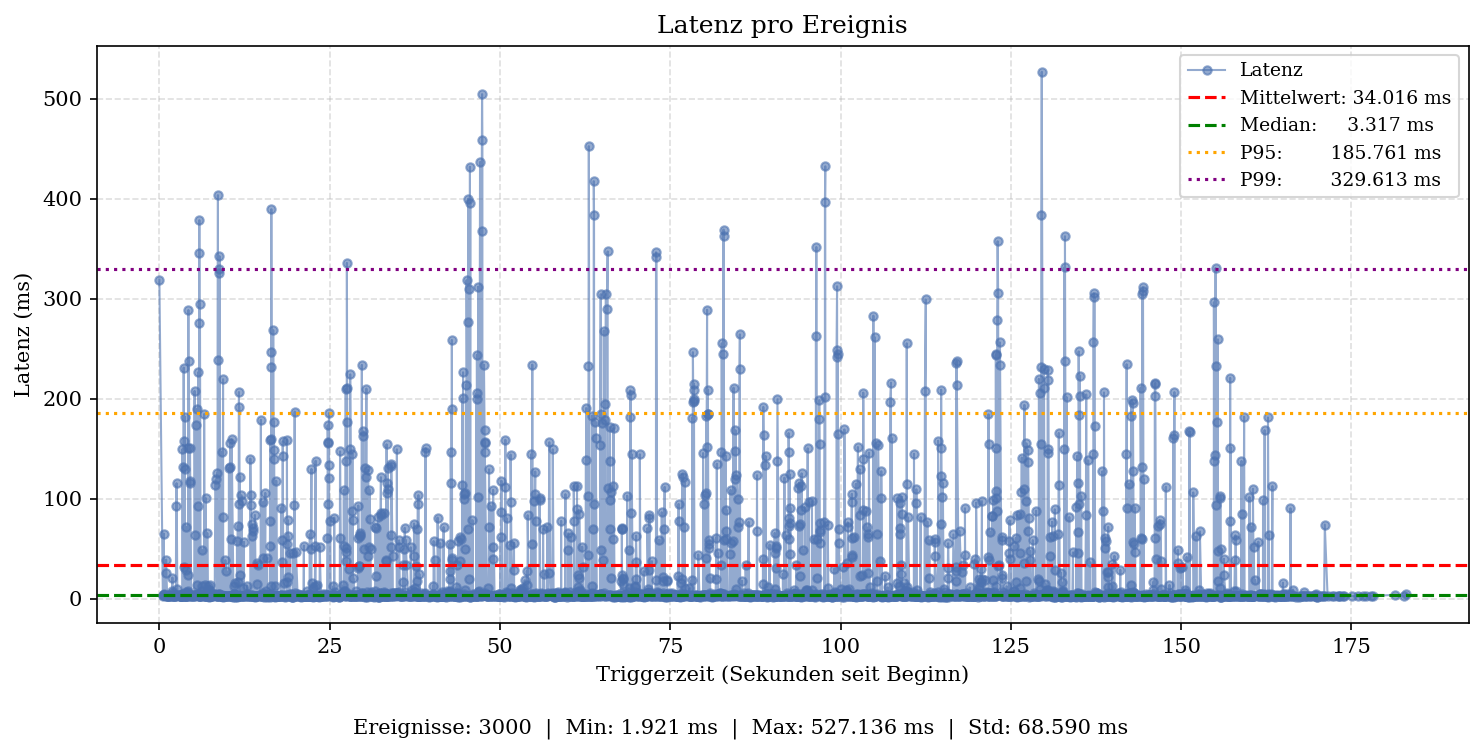 Latenz pro Ereignis
Latenz (ms)
500
400
300
200
100
0
Latenz
Mittelwert: 34.016 ms
Median: 3.317 ms
P95: 185.761 ms
P99: 329.613 ms
0 25 50 75 100 125 150 175
Triggerzeit (Sekunden seit Beginn)
Ereignisse: 3000 | Min: 1.921 ms | Max: 527.136 ms | Std: 68.590 ms